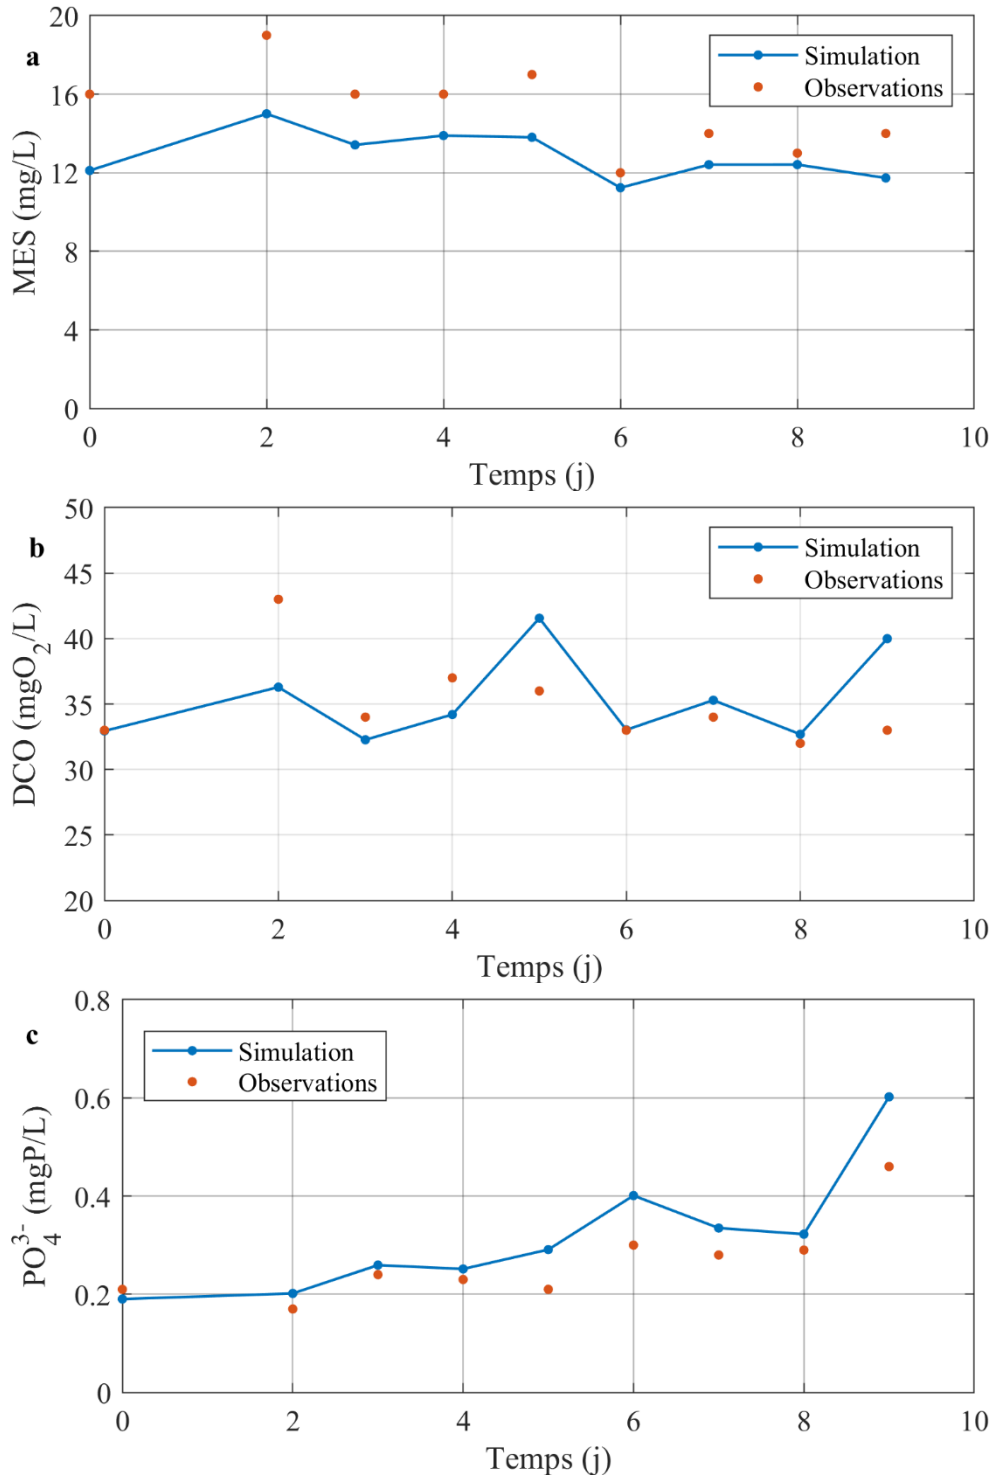 a
20
16
12
8
4
0
MES (mg/L)
Simulation
Observations
0 2 4 6 8 10
Temps (j)
b
50
45
40
35
30
25
20
DCO (mgO₂/L)
Simulation
Observations
0 2 4 6 8 10
Temps (j)
c
0.8
0.6
0.4
0.2
0
PO₄³⁻ (mgP/L)
Simulation
Observations
0 2 4 6 8 10
Temps (j)